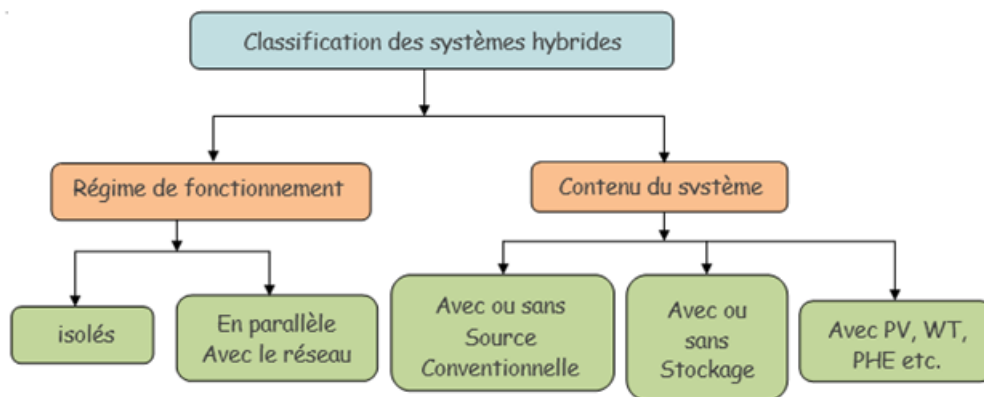 Classification des systèmes hybrides
Régime de fonctionnement
Contenu du système
isolés
En parallèle
Avec le réseau
Avec ou sans
Source
Conventionnelle
Avec ou
sans
Stockage
Avec PV, WT,
PHE etc.